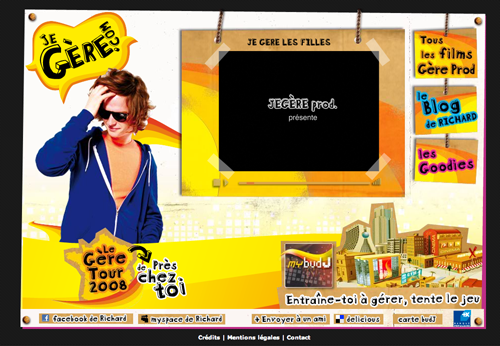 JE
GÈRE
.COM
JE GERE LES FILLES
JEGÈRE prod.
présente
Tous
les films
Gère Prod
le
Blog
de RICHARD
les
Goodies
Le
Gère
Tour
2008
de Près
chez
toi
mybudJ
Entraîne-toi à gérer, tente le jeu
facebook de Richard
myspace de Richard
+ Envoyer à un ami
delicious
carte budJ
Crédits | Mentions légales | Contact